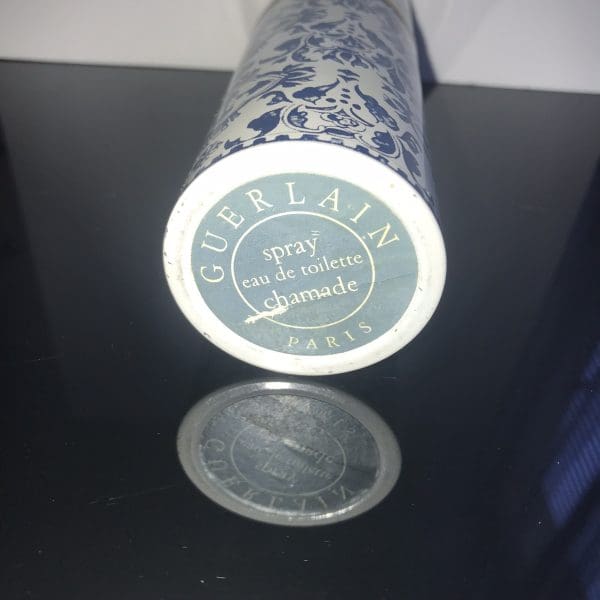 GUERLAIN
spray
eau de toilette
chamade
PARIS